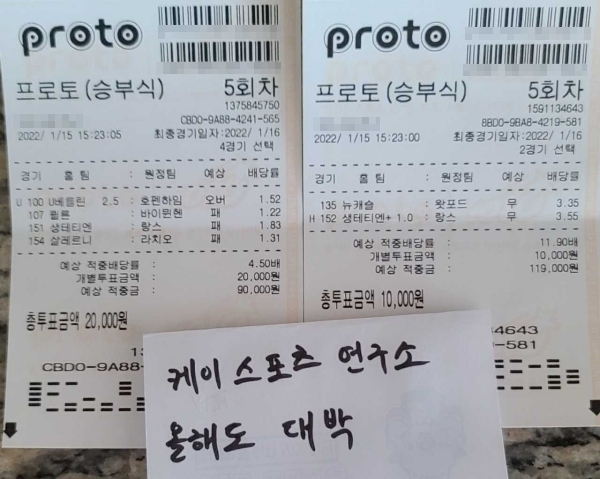 proto
프로토(승부식) 5회차
1375845750
CBD0-9A88-4241-565
2022/ 1/15 15:23:05 최종경기일자:2022/ 1/16
4경기 선택
경기 홈팀 : 원정팀 예상 배당률
U 100 U베를린 2.5 : 호펜하임 오버 1.52
107 쾰른 : 바이뮌헨 패 1.22
151 생테티엔 : 랑스 패 1.83
154 살레르니 : 라치오 패 1.31
예상 적중배당률 : 4.50배
개별투표금액 : 20,000원
예상 적중금 : 90,000원
총투표금액 20,000원
CBD0-9A88-
proto
프로토(승부식) 5회차
1591134643
8BD0-9BA8-4219-581
2022/ 1/15 15:23:00 최종경기일자:2022/ 1/16
2경기 선택
경기 홈팀 : 원정팀 예상 배당률
135 뉴캐슬 : 왓포드 무 3.35
H 152 생테티엔+ 1.0 : 랑스 무 3.55
예상 적중배당률 : 11.90배
개별투표금액 : 10,000원
예상 적중금 : 119,000원
총투표금액 10,000원
34643
-581
케이 스포츠 연구소
올해도 대박